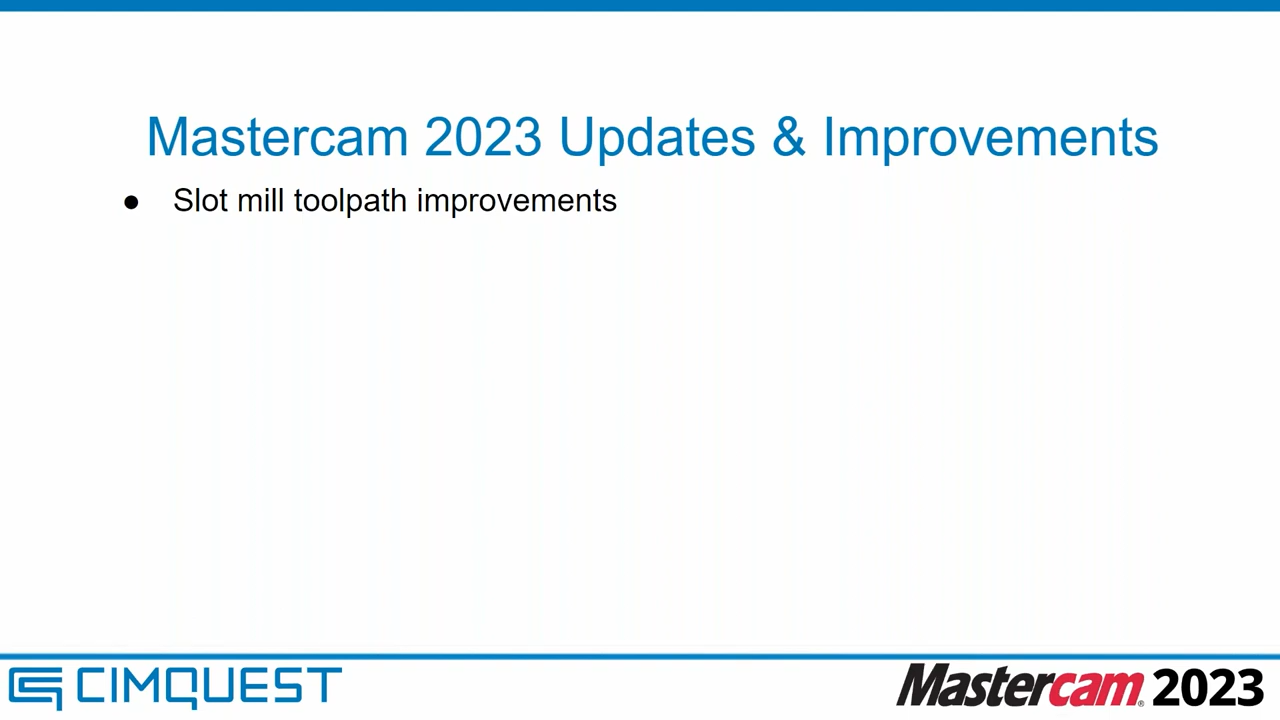 Mastercam 2023 Updates & Improvements
● Slot mill toolpath improvements
CIMQUEST
Mastercam® 2023